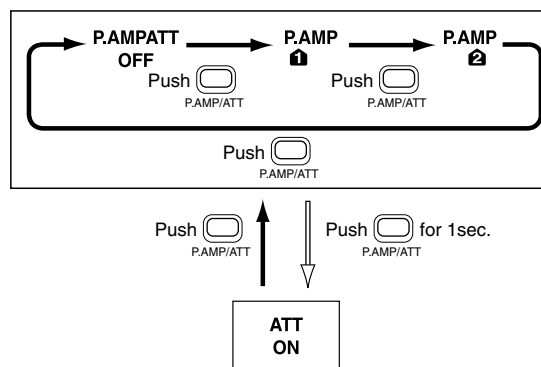 P.AMPATT P.AMP P.AMP
OFF 1 2
Push Push
P.AMP/ATT P.AMP/ATT
Push
P.AMP/ATT
Push Push for 1sec.
P.AMP/ATT P.AMP/ATT
ATT
ON